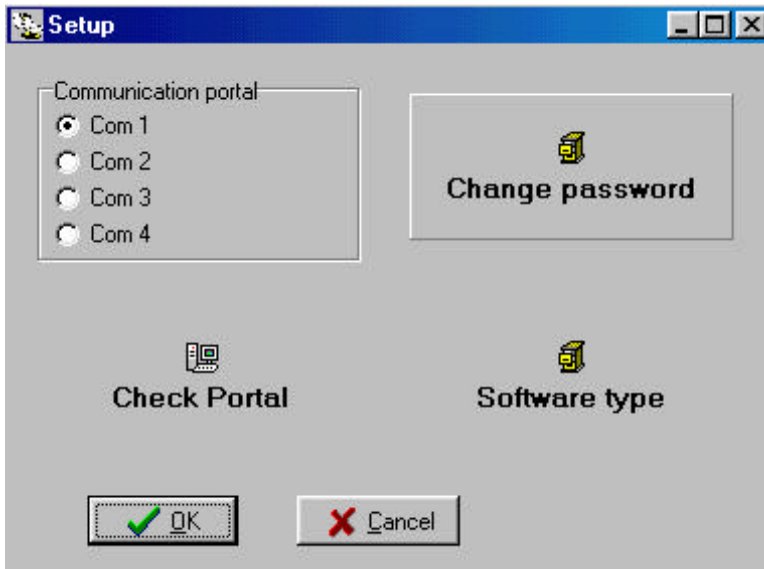 Setup
Communication portal
Com 1
Com 2
Com 3
Com 4
Change password
Check Portal
Software type
OK
Cancel